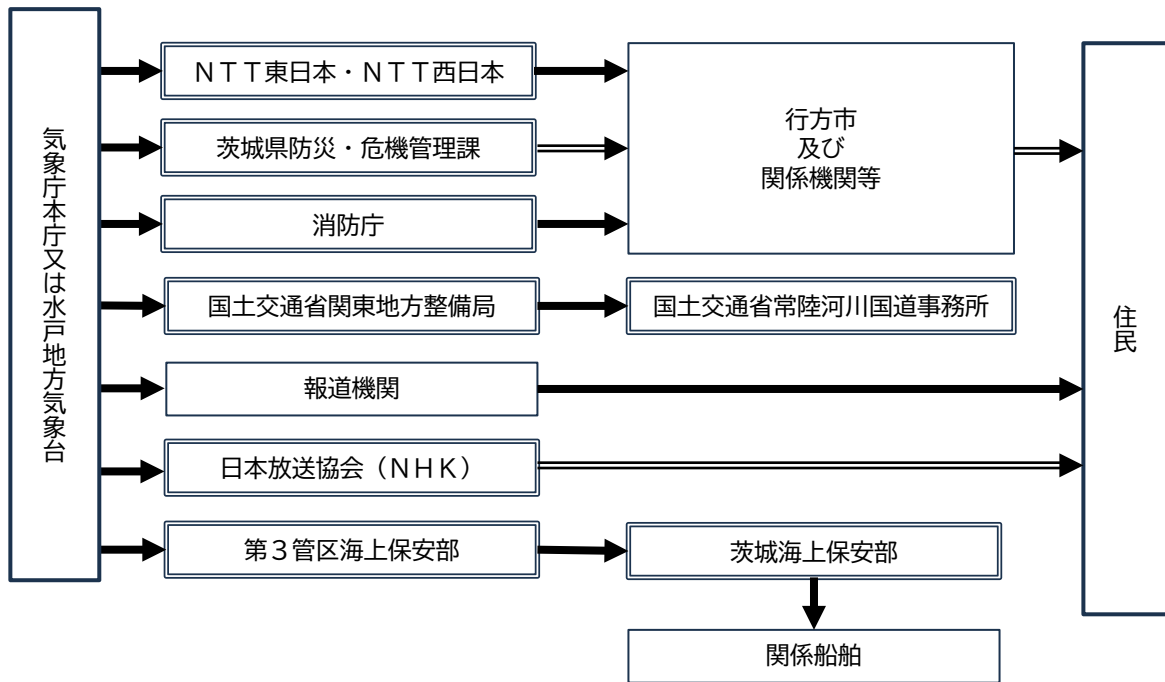 気象庁本庁又は水戸地方気象台
ＮＴＴ東日本・ＮＴＴ西日本
茨城県防災・危機管理課
消防庁
行方市
及び
関係機関等
国土交通省関東地方整備局
国土交通省常陸河川国道事務所
報道機関
日本放送協会（ＮＨＫ）
第３管区海上保安部
茨城海上保安部
関係船舶
住民